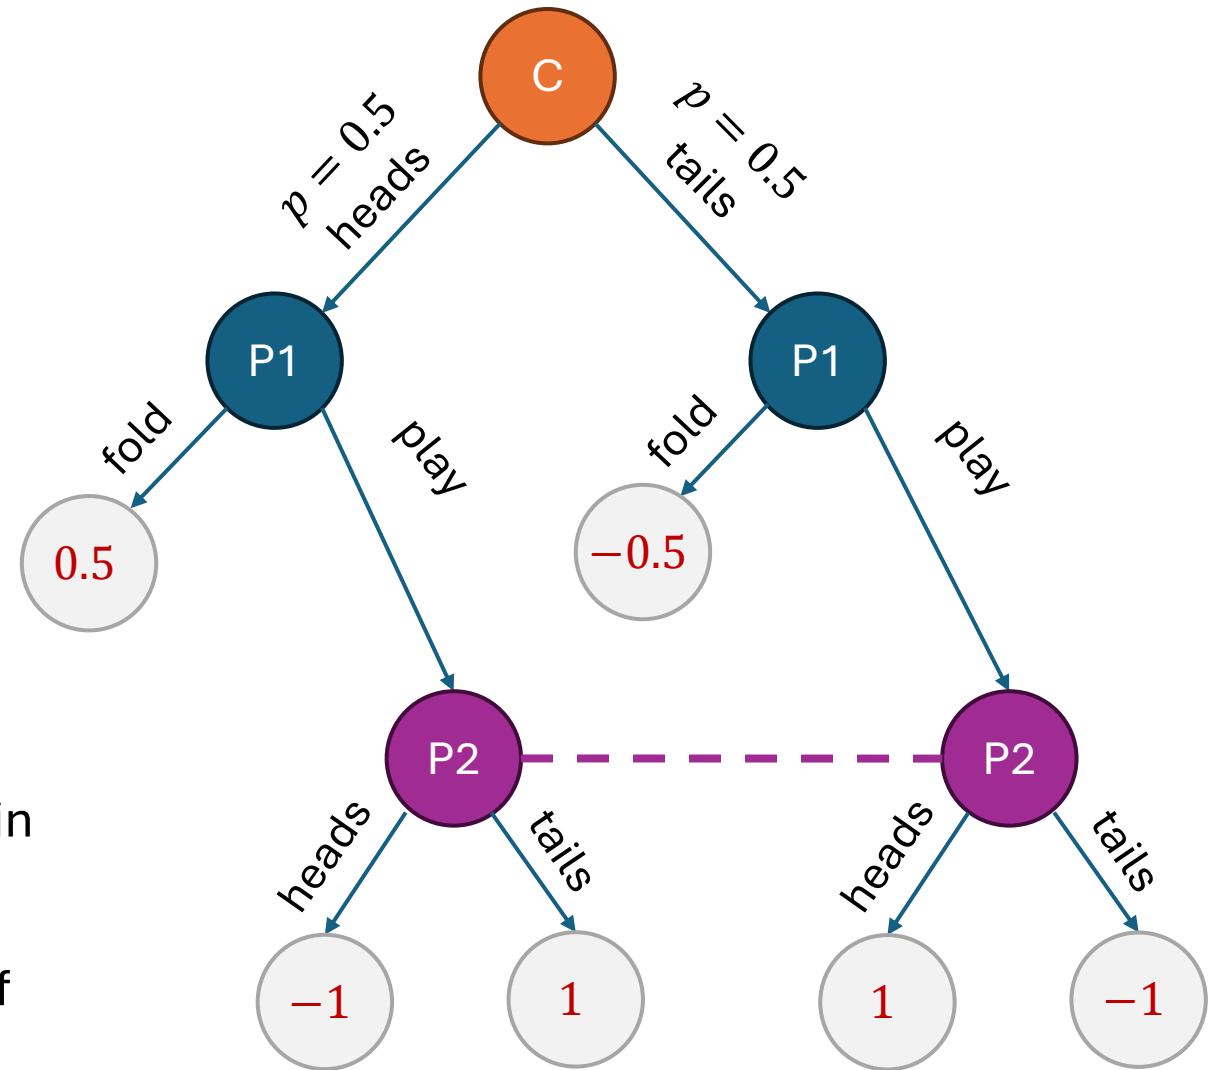 C
p = 0.5
heads
p = 0.5
tails
P1
P1
fold
play
fold
play
0.5
−0.5
P2
P2
in
heads
tails
heads
tails
f
−1
1
1
−1